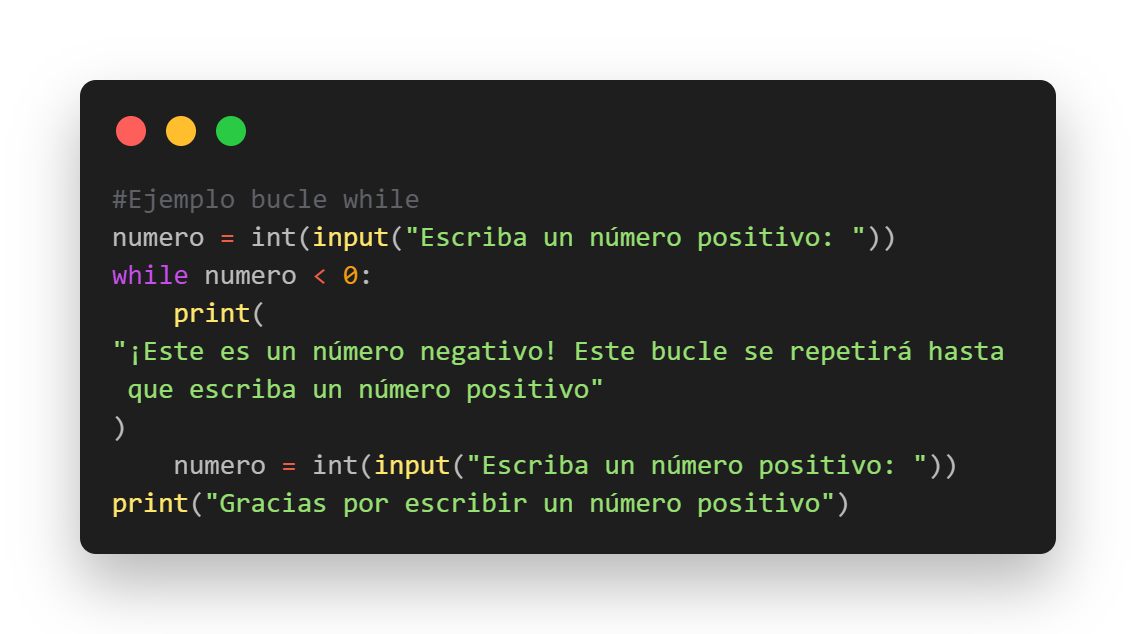 #Ejemplo bucle while
numero = int(input("Escriba un número positivo: "))
while numero < 0:
    print(
"¡Este es un número negativo! Este bucle se repetirá hasta
 que escriba un número positivo"
)
    numero = int(input("Escriba un número positivo: "))
print("Gracias por escribir un número positivo")